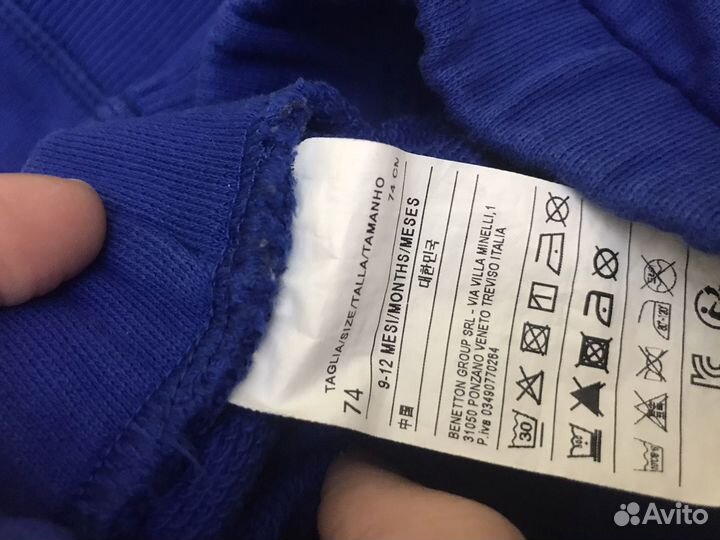 TAGLIA/SIZE/TALLA/TAMANHO
74
74 CM
9-12 MESI/MONTHS/MESES
中国
대한민국
BENETTON GROUP SRL - VIA VILLA MINELLI,1
31050 PONZANO VENETO TREVISO ITALIA
P.iva 03490770264
30
Avito